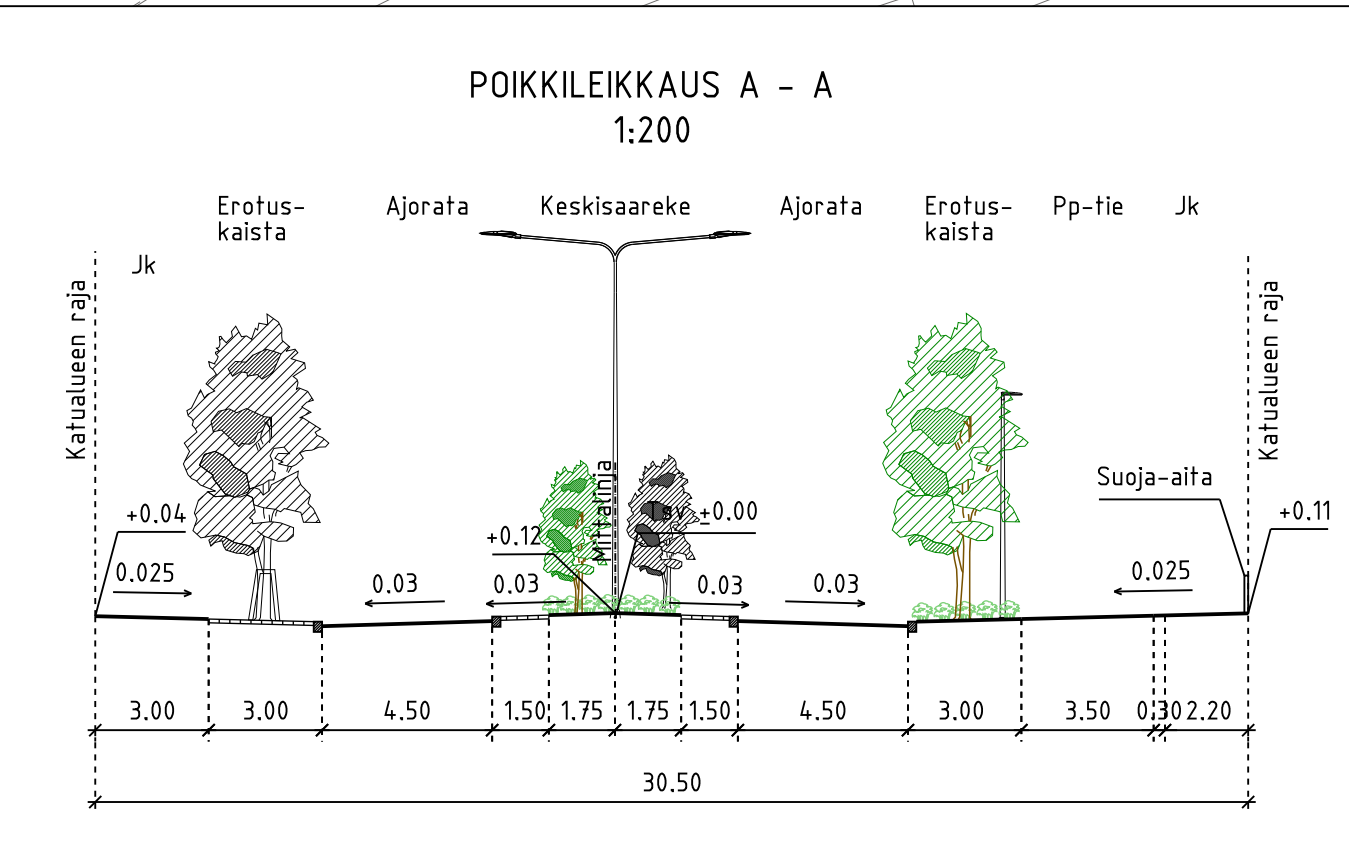 POIKKILEIKKAUS A - A
1:200
Erotus-
kaista
Ajorata
Keskisaareke
Ajorata
Erotus-
kaista
Pp-tie
Jk
Jk
Katualueen raja
Katualueen raja
Mittalinja
Suoja-aita
+0.04
+0.12
Tsv ±0.00
+0.11
0.025
0.03
0.03
0.03
0.03
0.025
3.00
3.00
4.50
1.50
1.75
1.75
1.50
4.50
3.00
3.50
0.30
2.20
30.50